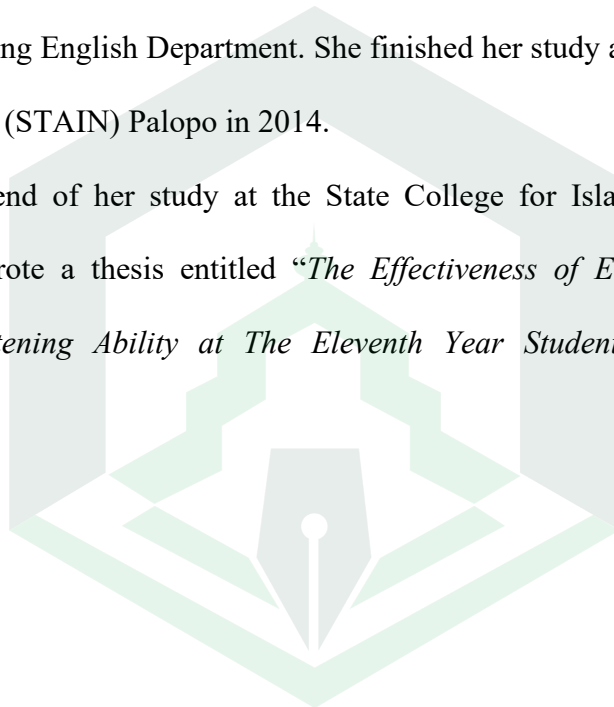 ng English Department. She finished her study a
(STAIN) Palopo in 2014.
end of her study at the State College for Isla
rote a thesis entitled “The Effectiveness of E
tening Ability at The Eleventh Year Studen